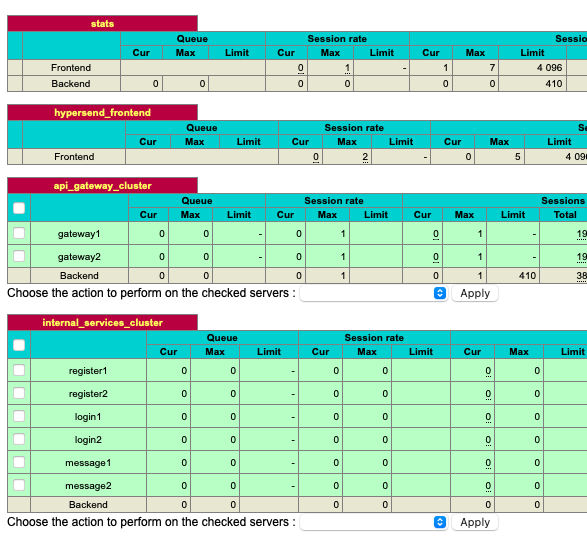 stats
Queue Session rate Sessio
Cur Max Limit Cur Max Limit Cur Max Limit
Frontend 0 1 - 1 7 4 096
Backend 0 0 0 0 0 0 410
hypersend_frontend
Queue Session rate Se
Cur Max Limit Cur Max Limit Cur Max Limit
Frontend 0 2 - 0 5 4 096
api_gateway_cluster
Queue Session rate Sessions
Cur Max Limit Cur Max Limit Cur Max Limit Total
gateway1 0 0 - 0 1 0 1 - 19
gateway2 0 0 - 0 1 0 1 - 19
Backend 0 0 0 1 0 1 410 38
Choose the action to perform on the checked servers : Apply
internal_services_cluster
Queue Session rate
Cur Max Limit Cur Max Limit Cur Max Limit
register1 0 0 - 0 0 0 0
register2 0 0 - 0 0 0 0
login1 0 0 - 0 0 0 0
login2 0 0 - 0 0 0 0
message1 0 0 - 0 0 0 0
message2 0 0 - 0 0 0 0
Backend 0 0 0 0 0 0
Choose the action to perform on the checked servers : Apply